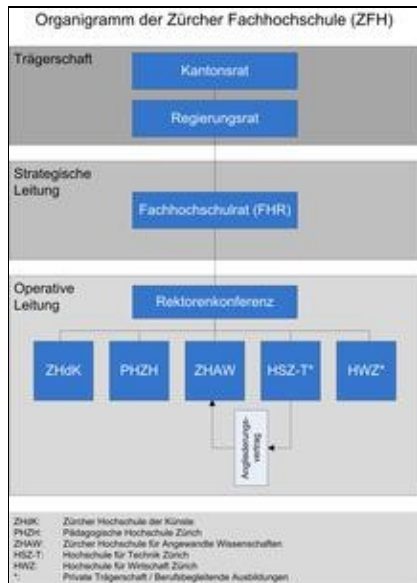 Organigramm der Zürcher Fachhochschule (ZFH)
Trägerschaft
Kantonsrat
Regierungsrat
Strategische
Leitung
Fachhochschulrat (FHR)
Operative
Leitung
Rektorenkonferenz
ZHdK
PHZH
ZHAW
HSZ-T*
HWZ*
Angliederungs-
vertrag
ZHdK: Zürcher Hochschule der Künste
PHZH: Pädagogische Hochschule Zürich
ZHAW: Zürcher Hochschule für Angewandte Wissenschaften
HSZ-T: Hochschule für Technik Zürich
HWZ: Hochschule für Wirtschaft Zürich
*: Private Trägerschaft / Berufsbegleitende Ausbildungen